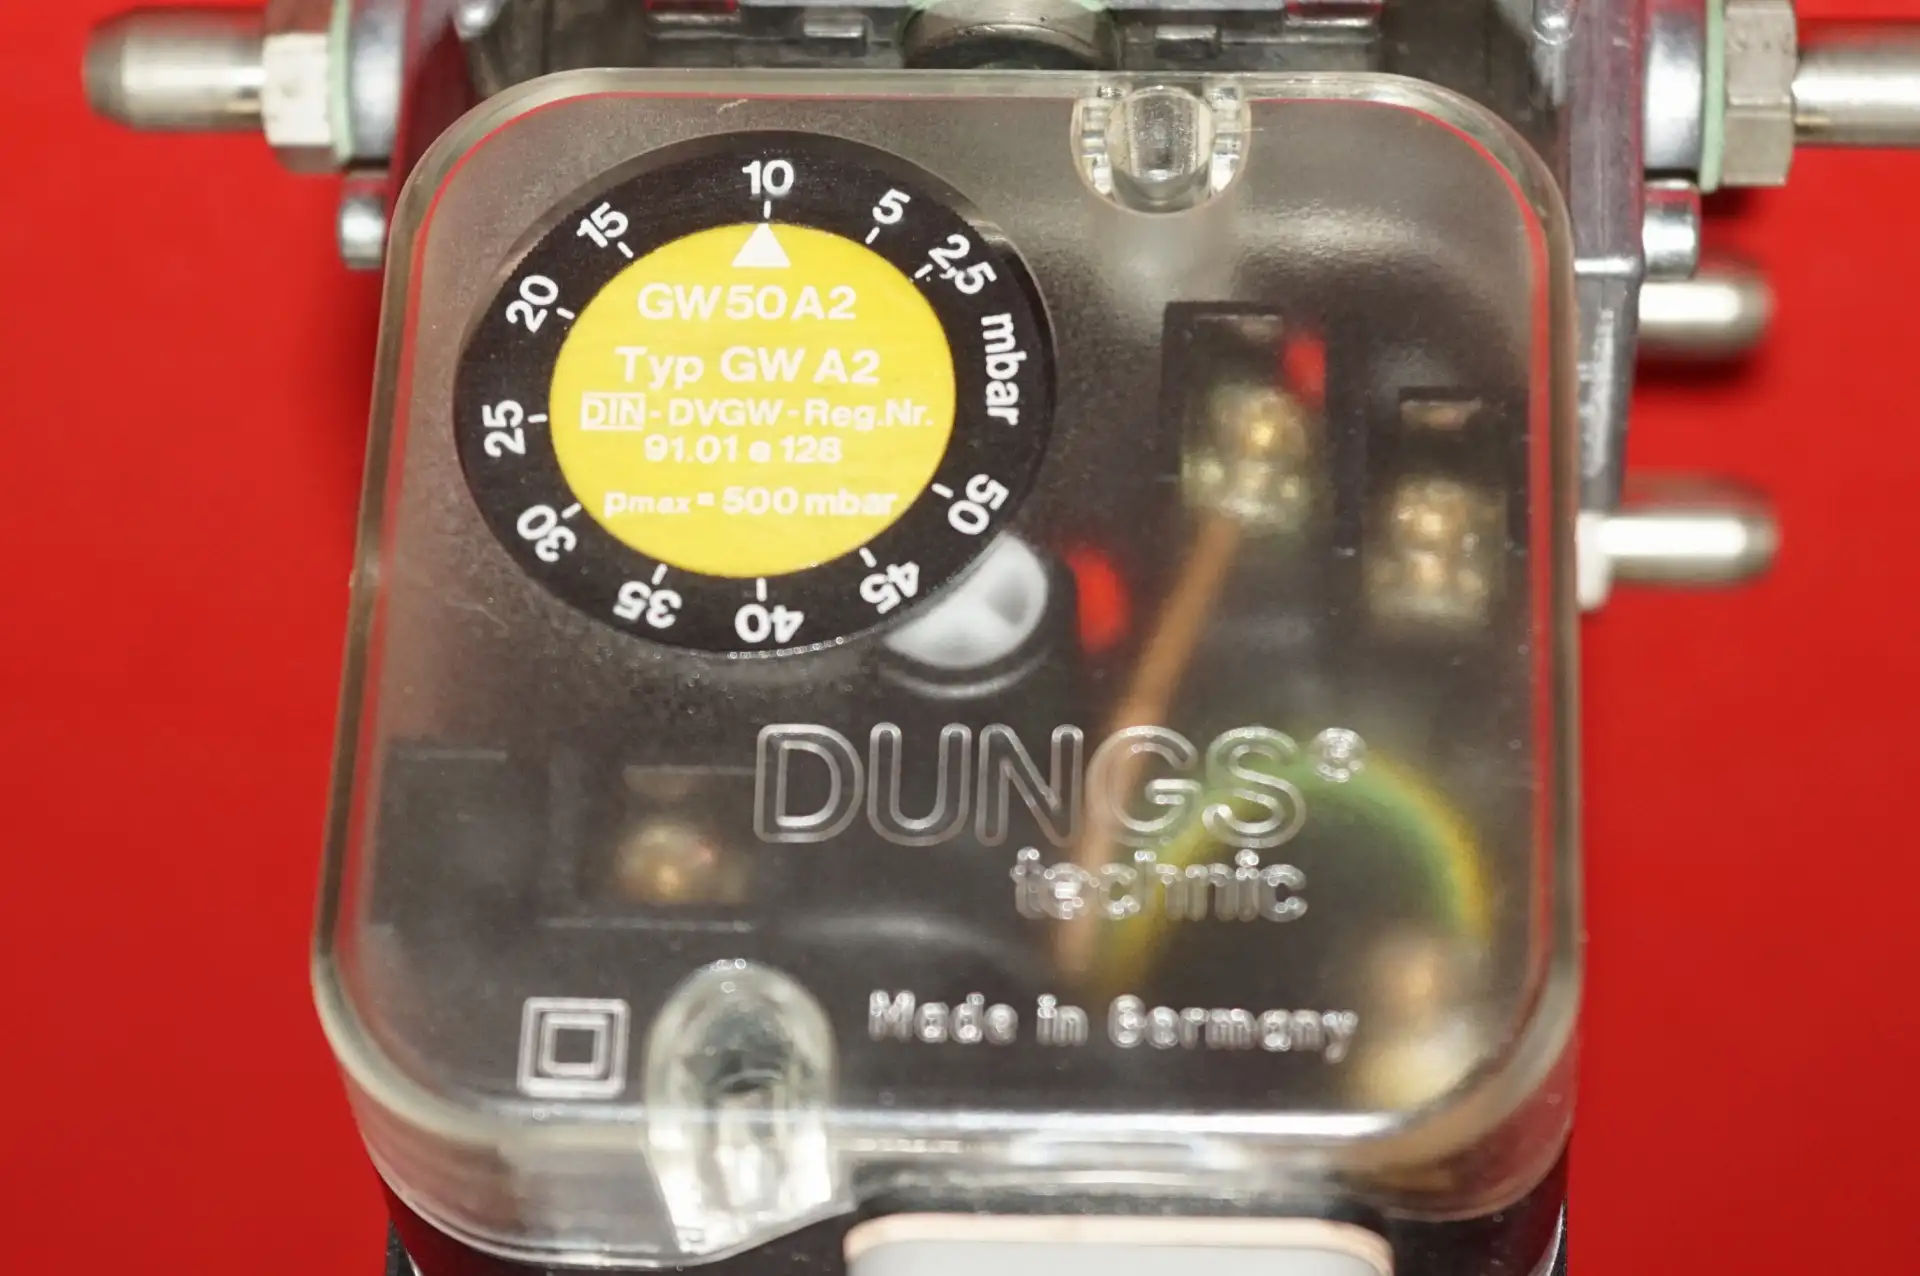 10
5
2,5
mbar
50
45
40
35
30
25
20
15
GW50A2
Typ GW A2
DIN-DVGW-Reg.Nr.
91.01 e 128
pmax = 500 mbar
DUNGS®
technic
Made in Germany